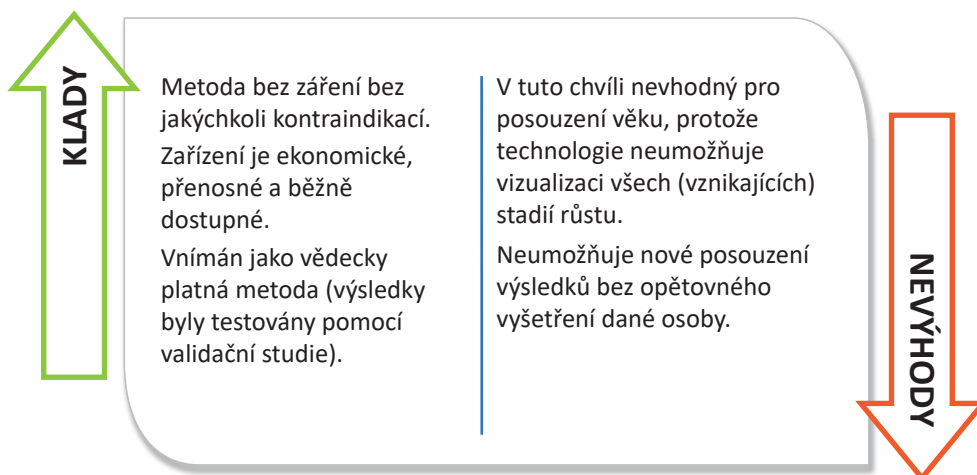 KLADY
Metoda bez záření bez
jakýchkoli kontraindikací.
Zařízení je ekonomické,
přenosné a běžně
dostupné.
Vnímán jako vědecky
platná metoda (výsledky
byly testovány pomocí
validační studie).
V tuto chvíli nevhodný pro
posouzení věku, protože
technologie neumožňuje
vizualizaci všech (vznikajících)
stadií růstu.
Neumožňuje nové posouzení
výsledků bez opětovného
vyšetření dané osoby.
NEVÝHODY